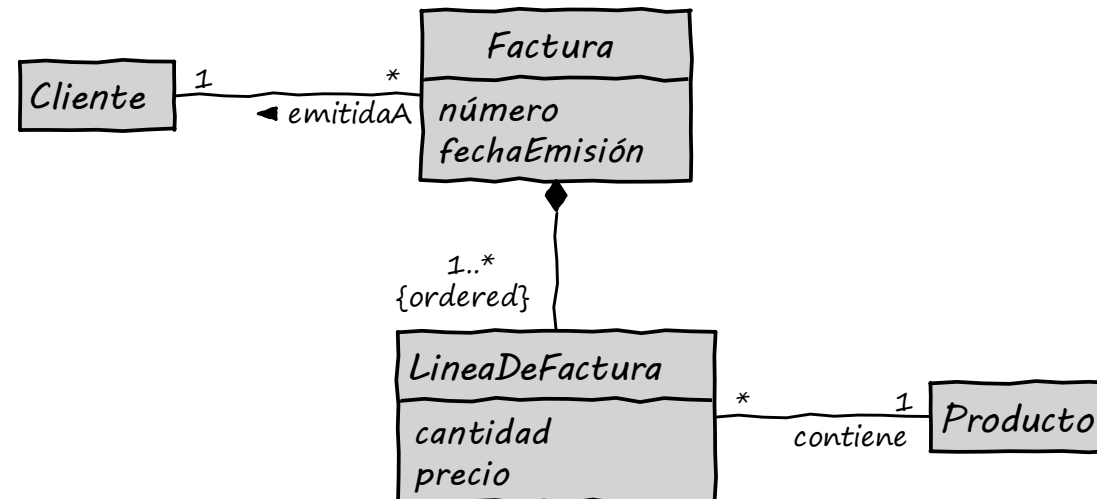 Factura
Cliente
1
*
◄ emitidaA
número
fechaEmisión
1..*
{ordered}
LineaDeFactura
cantidad
precio
*
1
contiene
Producto